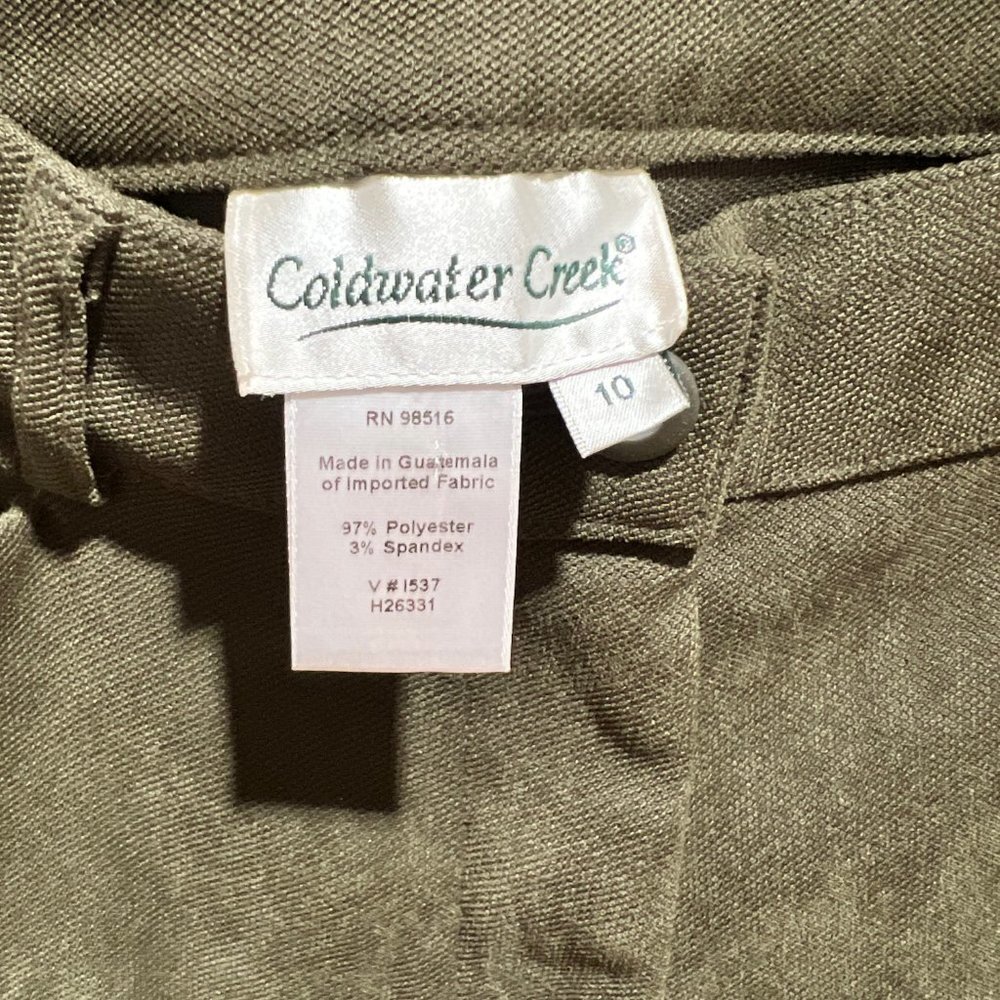 Coldwater Creek®
10
RN 98516
Made in Guatemala
of Imported Fabric
97% Polyester
3% Spandex
V # I537
H26331